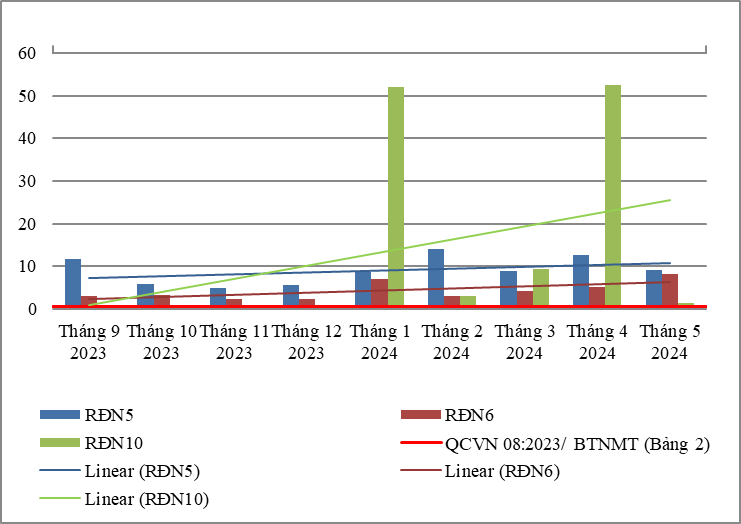 60
50
40
30
20
10
0
Tháng 9 Tháng 10 Tháng 11 Tháng 12 Tháng 1 Tháng 2 Tháng 3 Tháng 4 Tháng 5
2023 2023 2023 2023 2024 2024 2024 2024 2024
RĐN5 RĐN6
RĐN10 QCVN 08:2023/ BTNMT (Bảng 2)
Linear (RĐN5) Linear (RĐN6)
Linear (RĐN10)